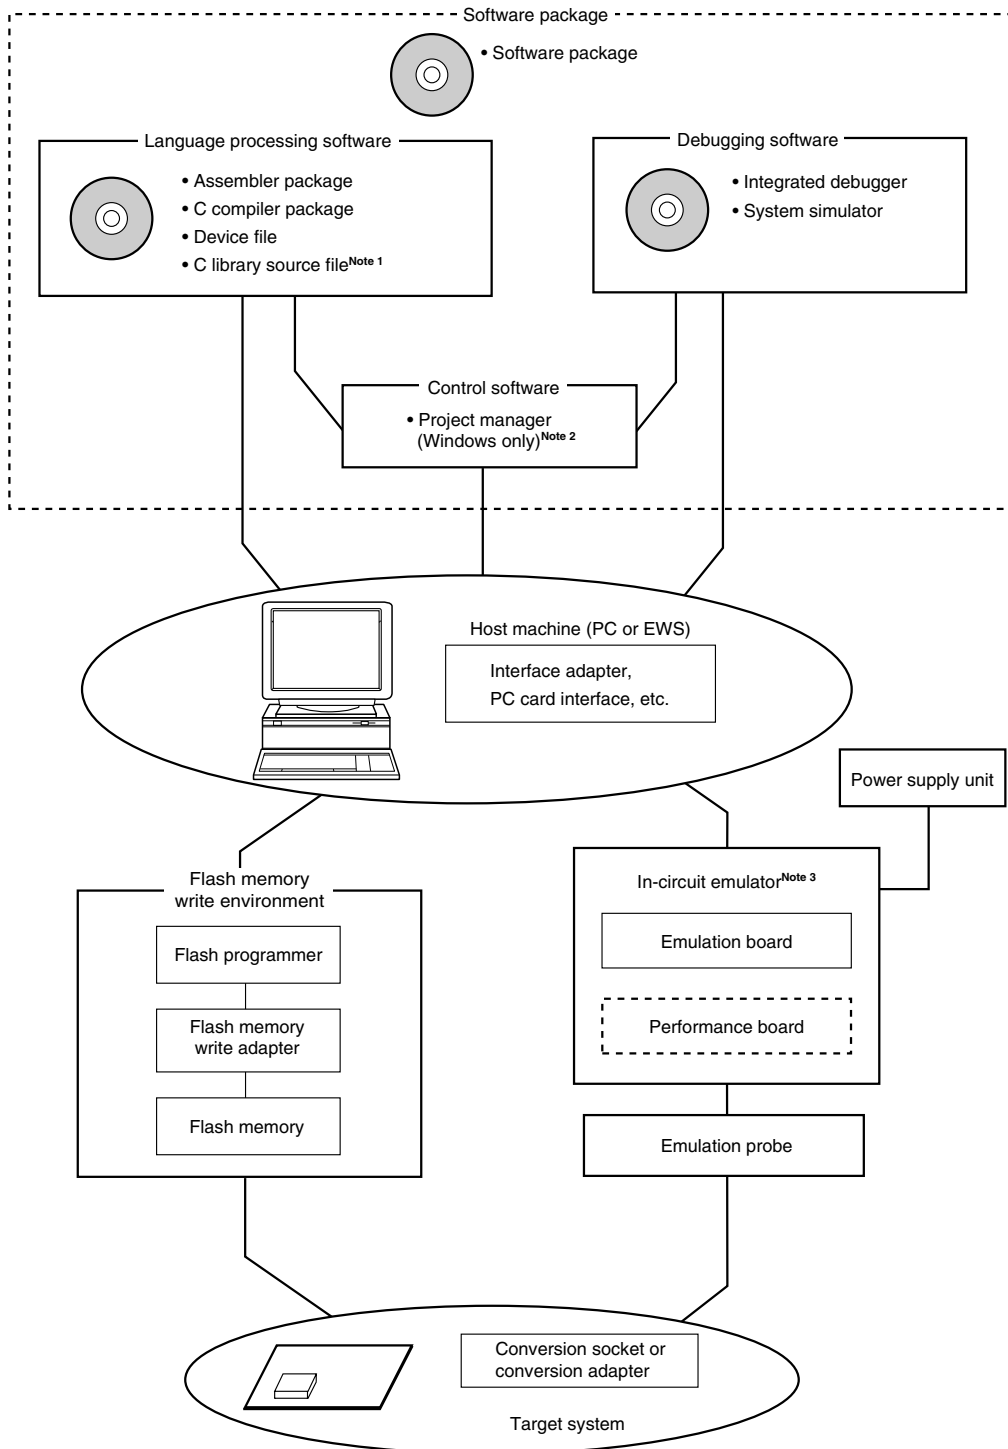 Software package
• Software package
Language processing software
• Assembler package
• C compiler package
• Device file
• C library source fileNote 1
Debugging software
• Integrated debugger
• System simulator
Control software
• Project manager
(Windows only)Note 2
Host machine (PC or EWS)
Interface adapter,
PC card interface, etc.
Power supply unit
Flash memory
write environment
Flash programmer
Flash memory
write adapter
Flash memory
In-circuit emulatorNote 3
Emulation board
Performance board
Emulation probe
Conversion socket or
conversion adapter
Target system